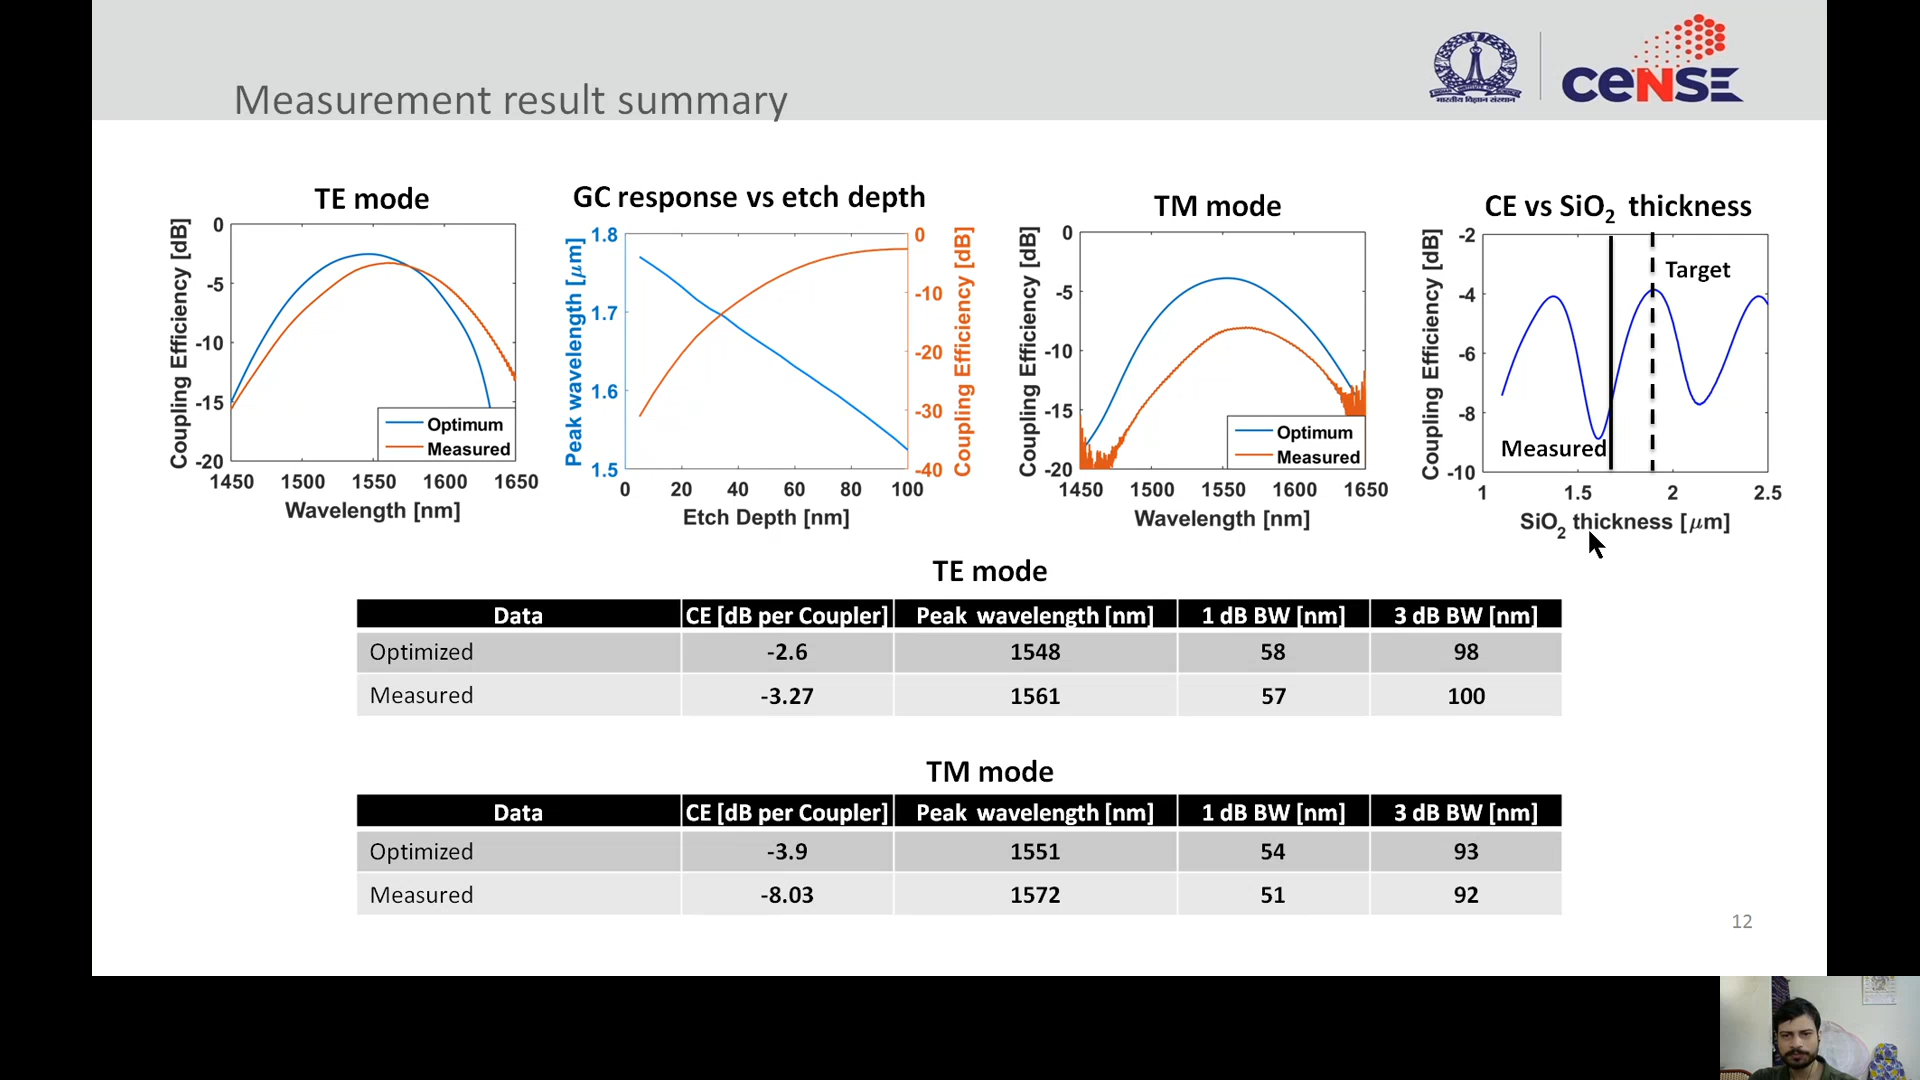 Measurement result summary
भारतीय विज्ञान संस्थान
CeNSE
TE mode
Coupling Efficiency [dB]
0
-5
-10
-15
-20
1450 1500 1550 1600 1650
Wavelength [nm]
Optimum
Measured
GC response vs etch depth
Peak wavelength [μm]
1.8
1.7
1.6
1.5
0
-10
-20
-30
-40
Coupling Efficiency [dB]
0 20 40 60 80 100
Etch Depth [nm]
TM mode
Coupling Efficiency [dB]
0
-5
-10
-15
-20
1450 1500 1550 1600 1650
Wavelength [nm]
Optimum
Measured
CE vs SiO2 thickness
Coupling Efficiency [dB]
-2
-4
-6
-8
-10
Target
Measured
1 1.5 2 2.5
SiO2 thickness [μm]
TE mode
Data CE [dB per Coupler] Peak wavelength [nm] 1 dB BW [nm] 3 dB BW [nm]
Optimized -2.6 1548 58 98
Measured -3.27 1561 57 100
TM mode
Data CE [dB per Coupler] Peak wavelength [nm] 1 dB BW [nm] 3 dB BW [nm]
Optimized -3.9 1551 54 93
Measured -8.03 1572 51 92
12